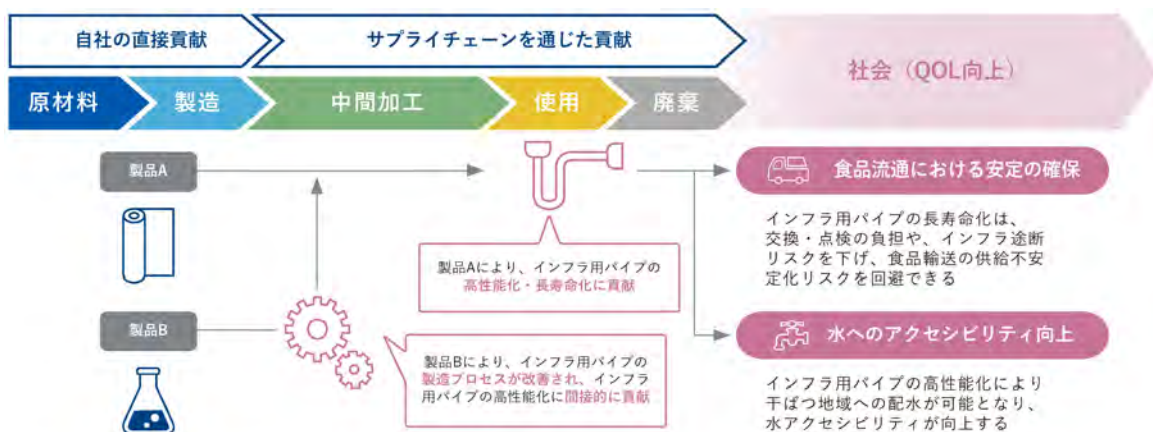 自社の直接貢献
サプライチェーンを通じた貢献
社会（QOL向上）
原材料
製造
中間加工
使用
廃棄
製品A
食品流通における安定の確保
インフラ用パイプの長寿命化は、
交換・点検の負担や、インフラ途断
リスクを下げ、食品輸送の供給不安
定化リスクを回避できる
製品Aにより、インフラ用パイプの
高性能化・長寿命化に貢献
製品B
製品Bにより、インフラ用パイプの
製造プロセスが改善され、インフラ
用パイプの高性能化に間接的に貢献
水へのアクセシビリティ向上
インフラ用パイプの高性能化により
干ばつ地域への配水が可能となり、
水アクセシビリティが向上する